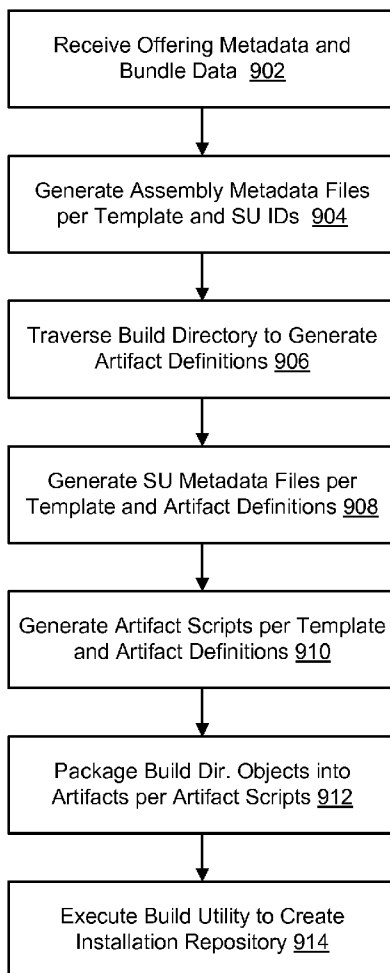 Receive Offering Metadata and
Bundle Data 902
Generate Assembly Metadata Files
per Template and SU IDs 904
Traverse Build Directory to Generate
Artifact Definitions 906
Generate SU Metadata Files per
Template and Artifact Definitions 908
Generate Artifact Scripts per Template
and Artifact Definitions 910
Package Build Dir. Objects into
Artifacts per Artifact Scripts 912
Execute Build Utility to Create
Installation Repository 914